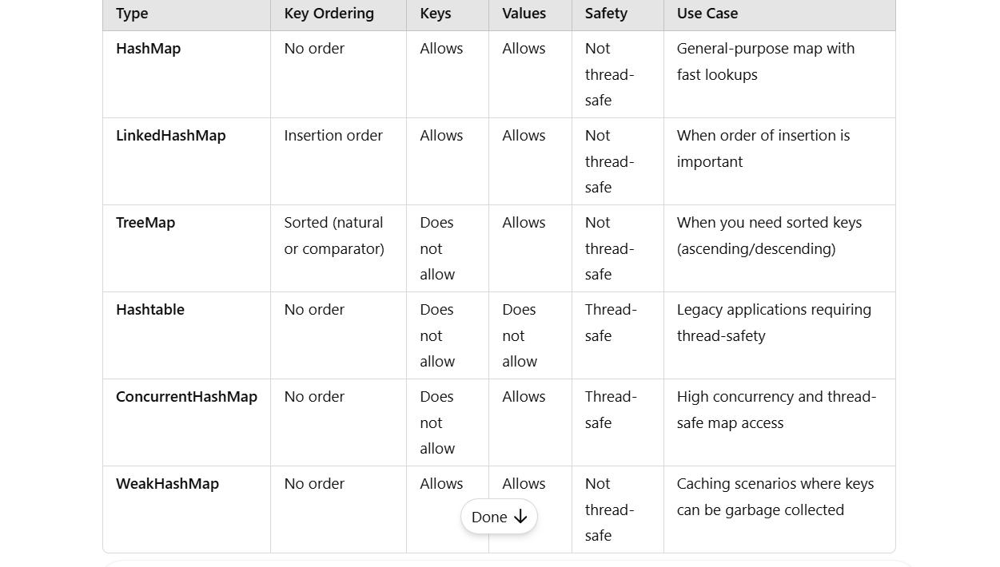 Type Key Ordering Keys Values Safety Use Case
HashMap No order Allows Allows Not General-purpose map with
thread- fast lookups
safe
LinkedHashMap Insertion order Allows Allows Not When order of insertion is
thread- important
safe
TreeMap Sorted (natural Does Allows Not When you need sorted keys
or comparator) not thread- (ascending/descending)
allow safe
Hashtable No order Does Does Thread- Legacy applications requiring
not not safe thread-safety
allow allow
ConcurrentHashMap No order Does Allows Thread- High concurrency and thread-
not safe safe map access
allow
WeakHashMap No order Allows Allows Not Caching scenarios where keys
thread- can be garbage collected
Done ↓
safe